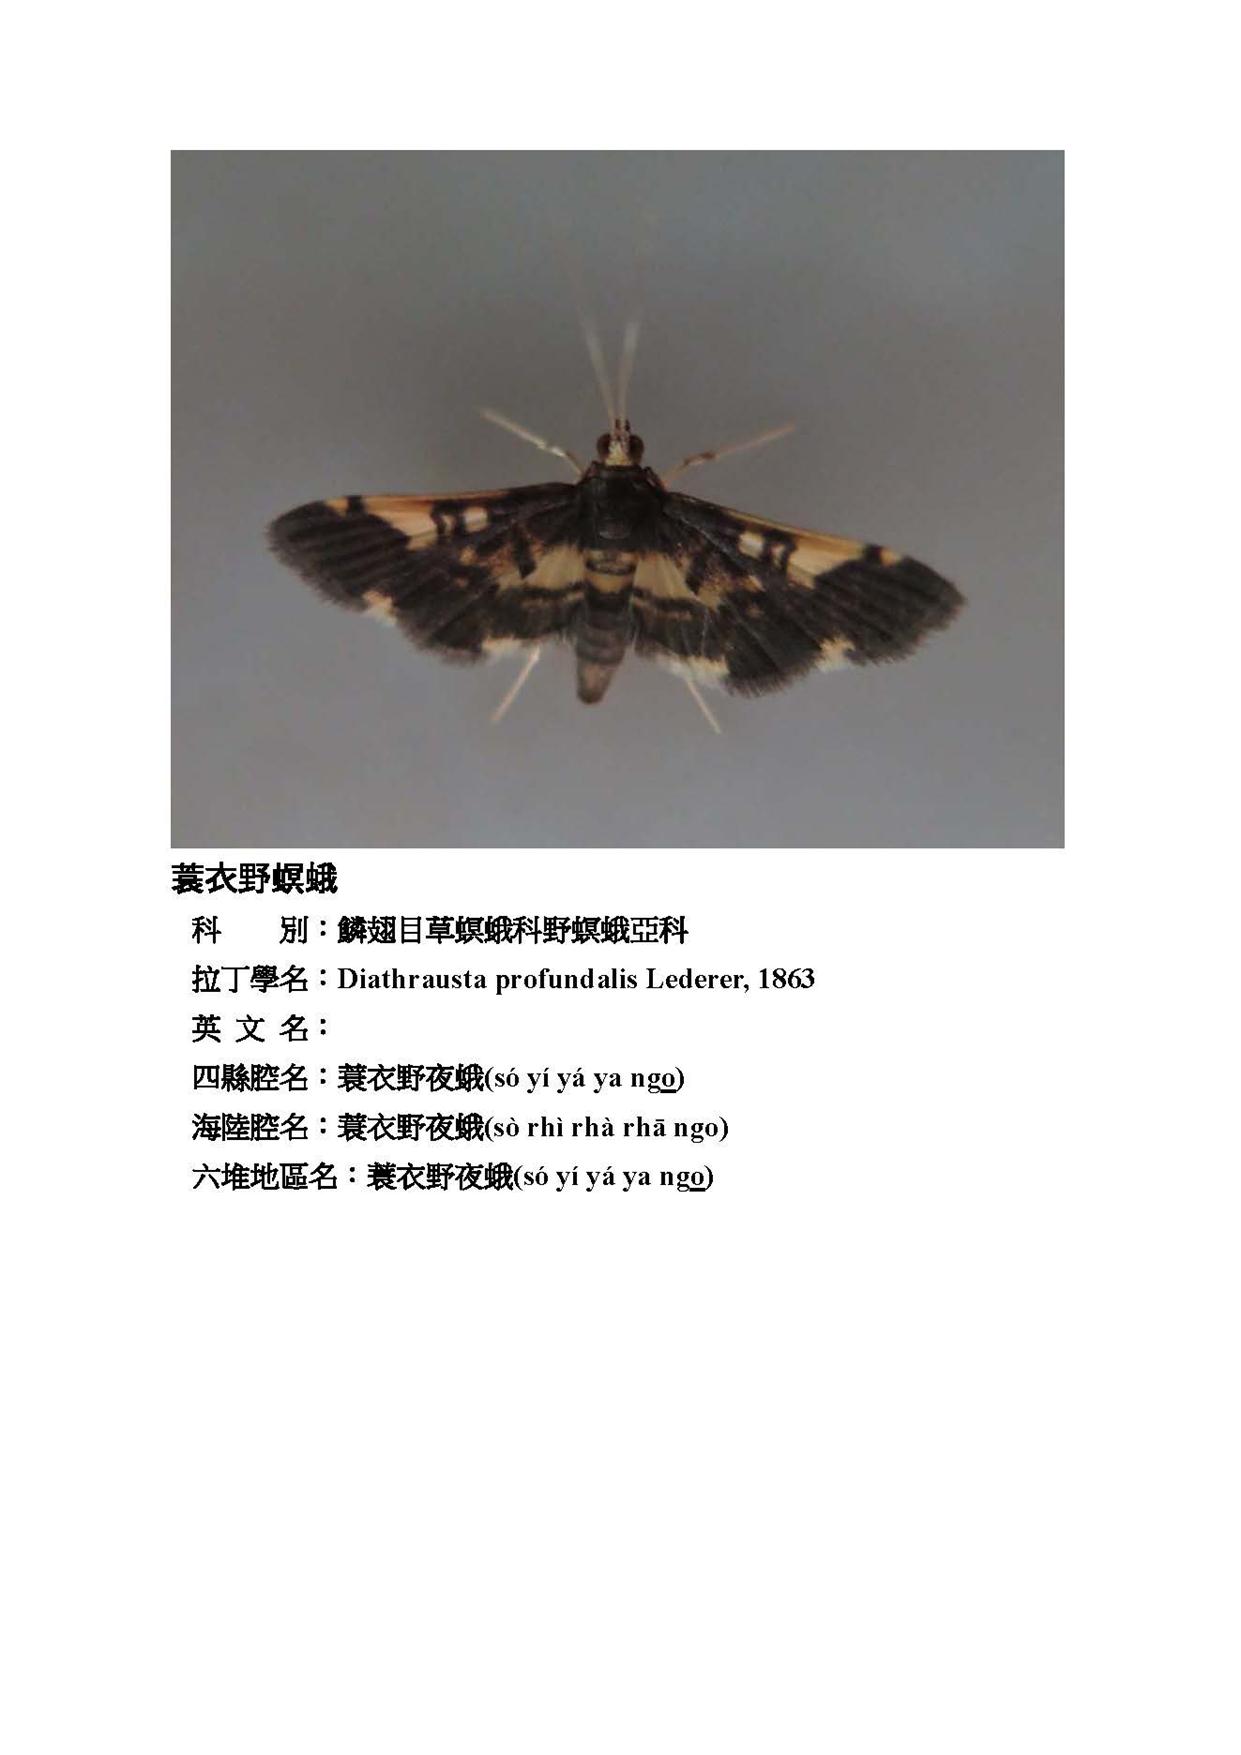 蓑衣野螟蛾
科　　別：鱗翅目草螟蛾科野螟蛾亞科
拉丁學名：Diathrausta profundalis Lederer, 1863
英 文 名：
四縣腔名：蓑衣野夜蛾(só yí yá ya ngo)
海陸腔名：蓑衣野夜蛾(sò rhì rhà rhā ngo)
六堆地區名：蓑衣野夜蛾(só yí yá ya ngo)